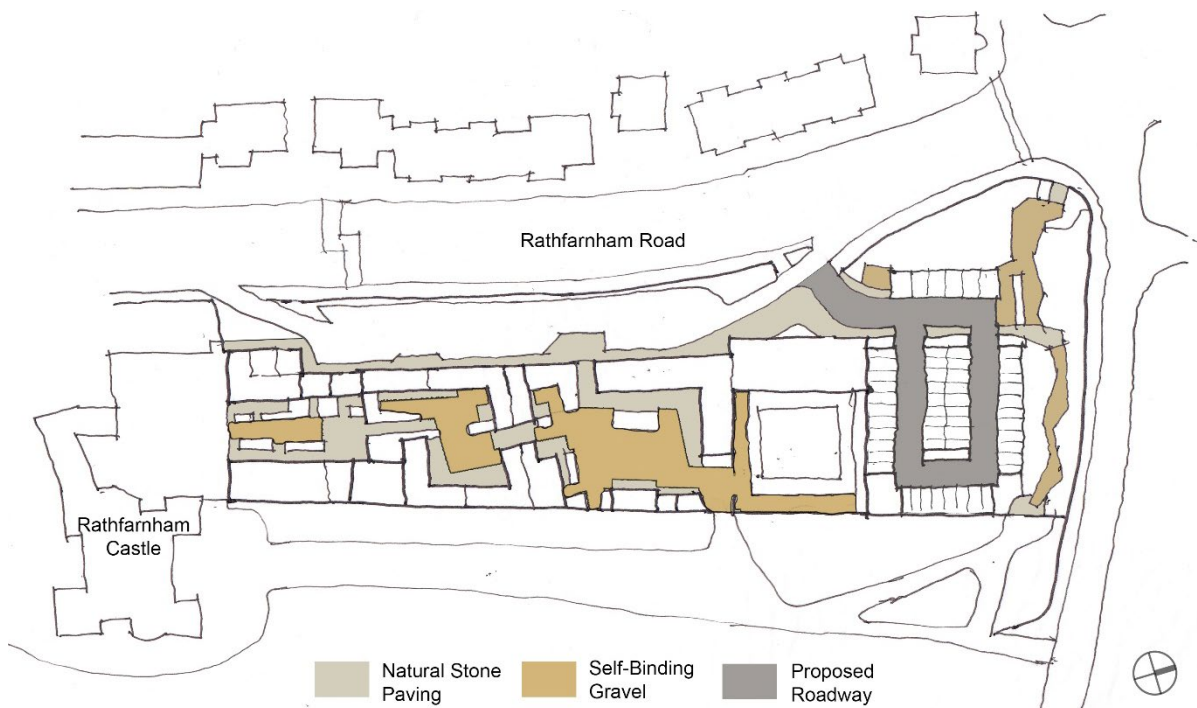 Rathfarnham Road
Rathfarnham
Castle
Natural Stone
Paving
Self-Binding
Gravel
Proposed
Roadway